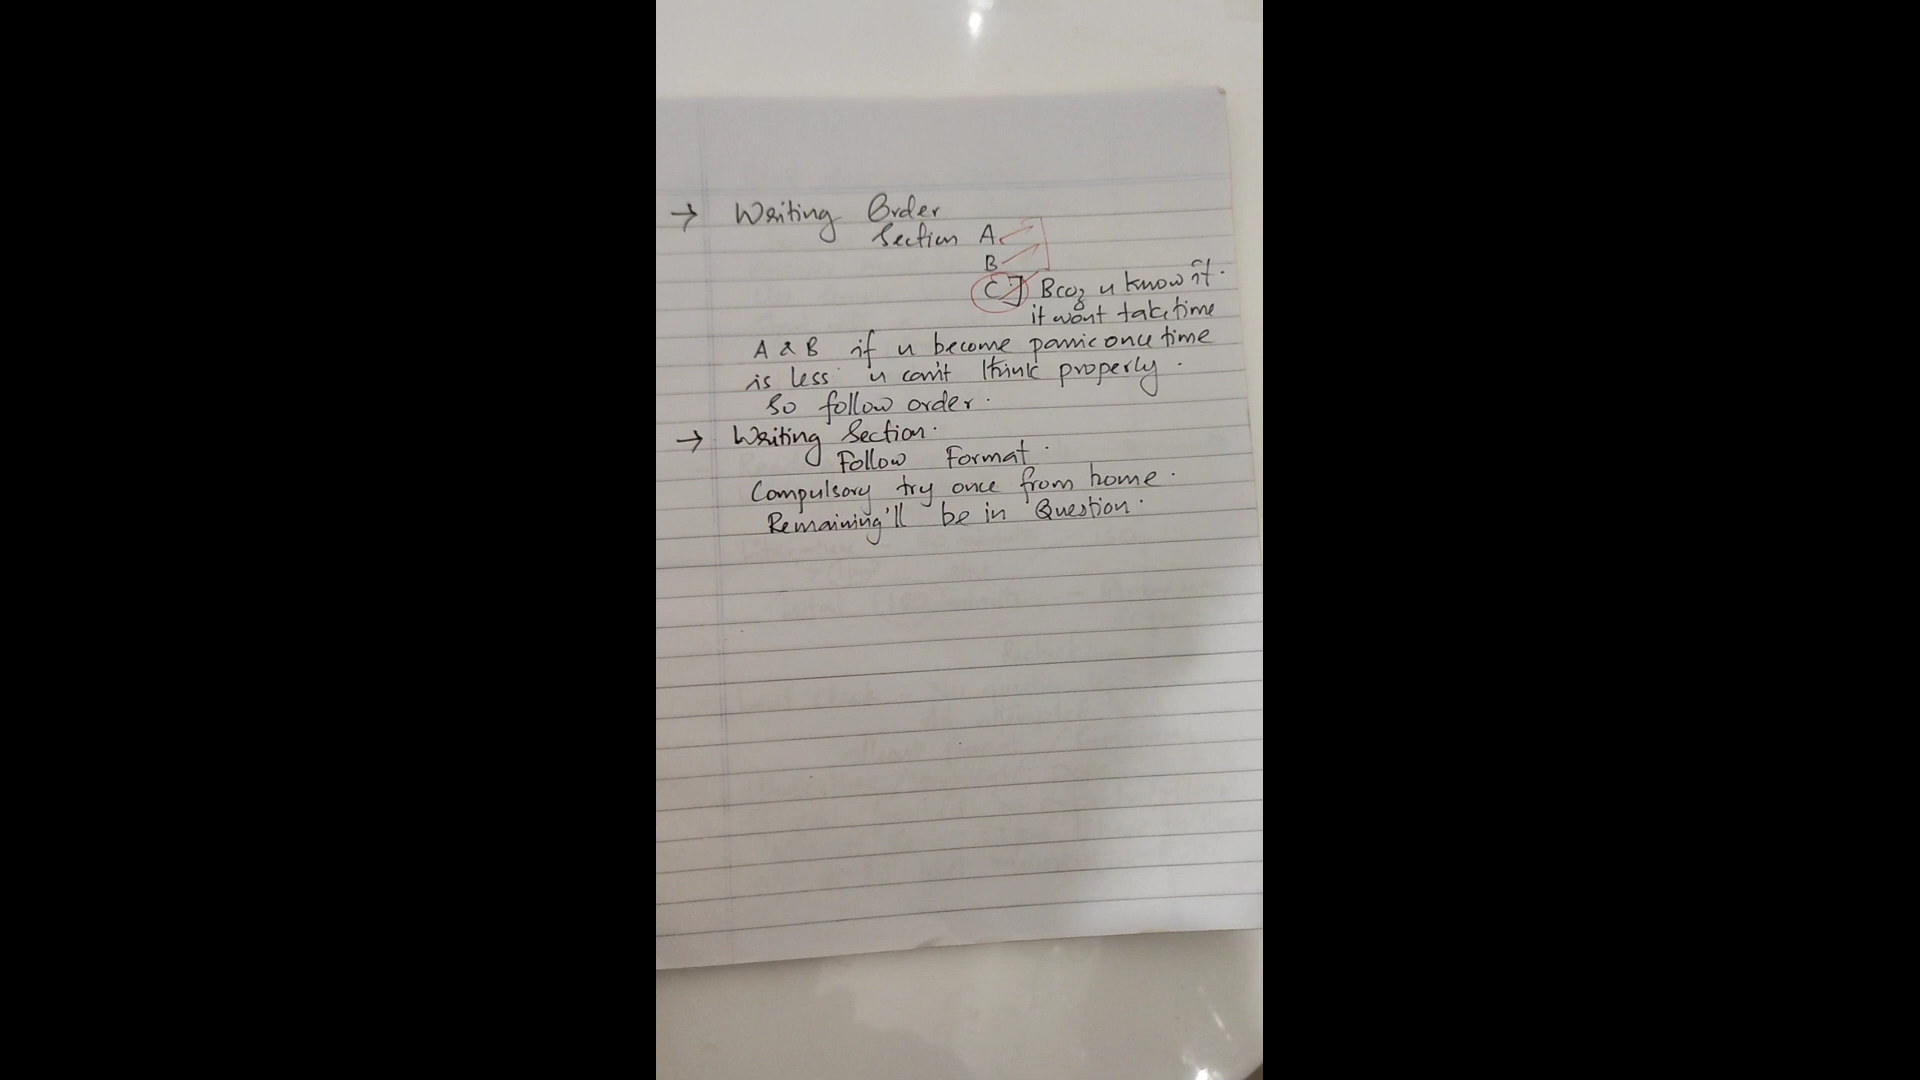 → Writing Order
Section A
B
C] Bcoz u know it.
it wont take time
A & B if u become panic once time
is less u can't think properly.
So follow order.
→ Writing Section.
Follow Format.
Compulsory try once from home.
Remaining'll be in Question.